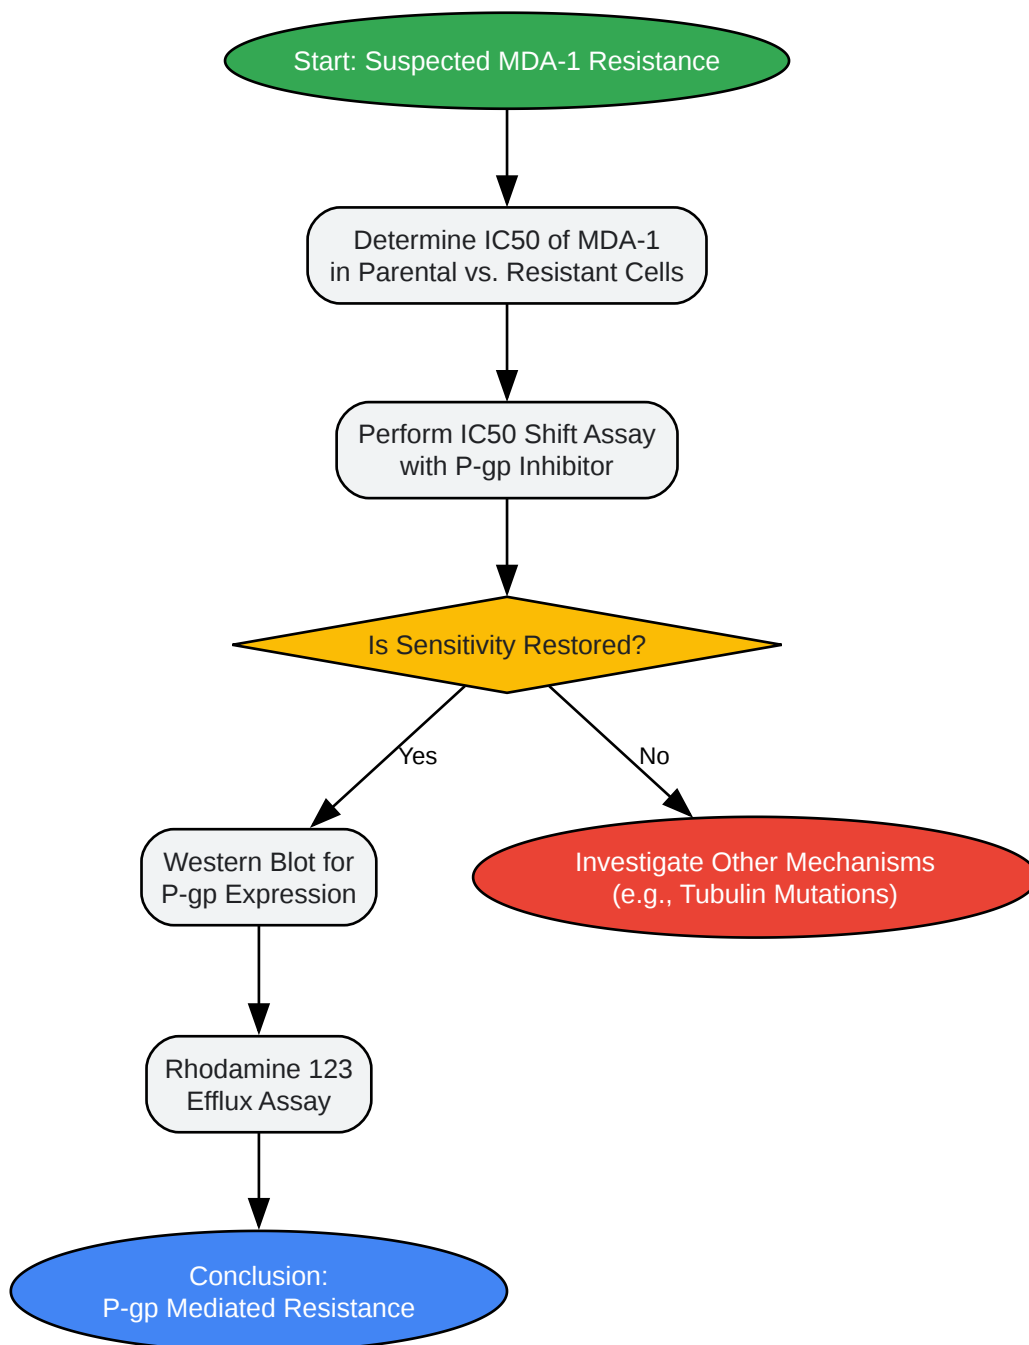 Start: Suspected MDA-1 Resistance
Determine IC50 of MDA-1
in Parental vs. Resistant Cells
Perform IC50 Shift Assay
with P-gp Inhibitor
Is Sensitivity Restored?
Yes
No
Western Blot for
P-gp Expression
Investigate Other Mechanisms
(e.g., Tubulin Mutations)
Rhodamine 123
Efflux Assay
Conclusion:
P-gp Mediated Resistance